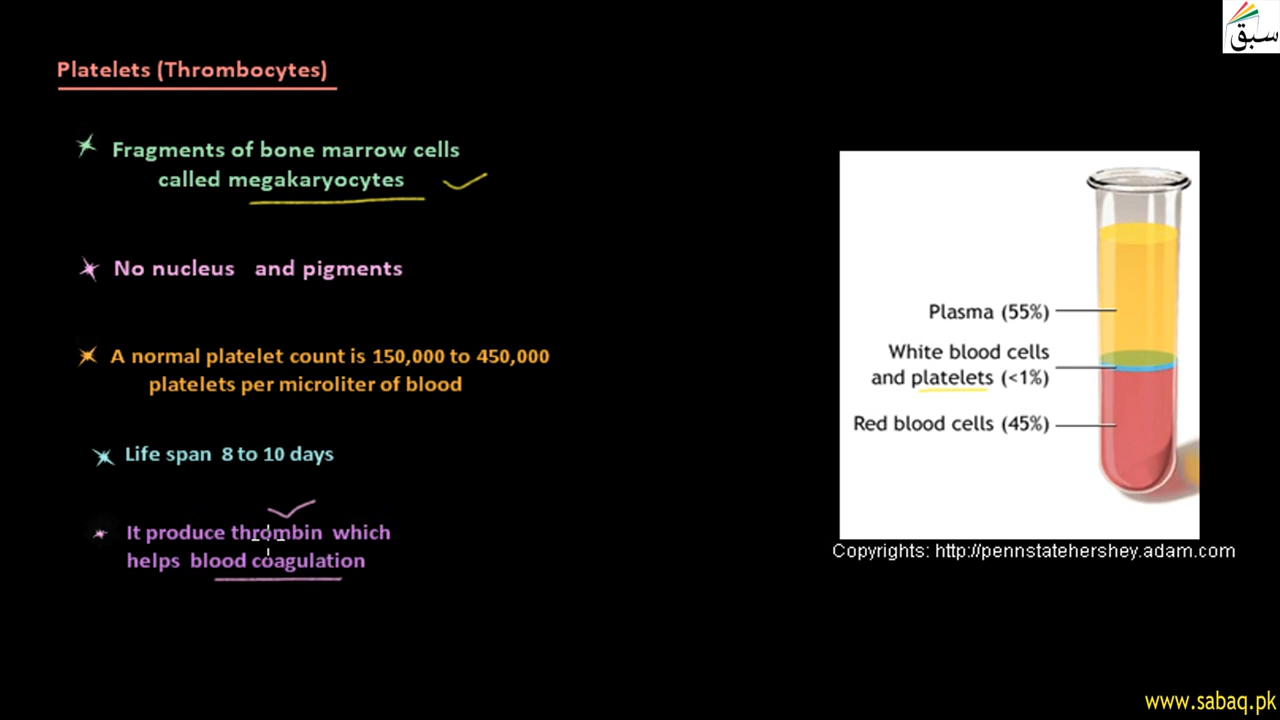 سبق
Platelets (Thrombocytes)
Fragments of bone marrow cells
called megakaryocytes
No nucleus and pigments
A normal platelet count is 150,000 to 450,000
platelets per microliter of blood
Life span 8 to 10 days
It produce thrombin which
helps blood coagulation
Plasma (55%)
White blood cells
and platelets (<1%)
Red blood cells (45%)
Copyrights: http://pennstatehershey.adam.com
www.sabaq.pk